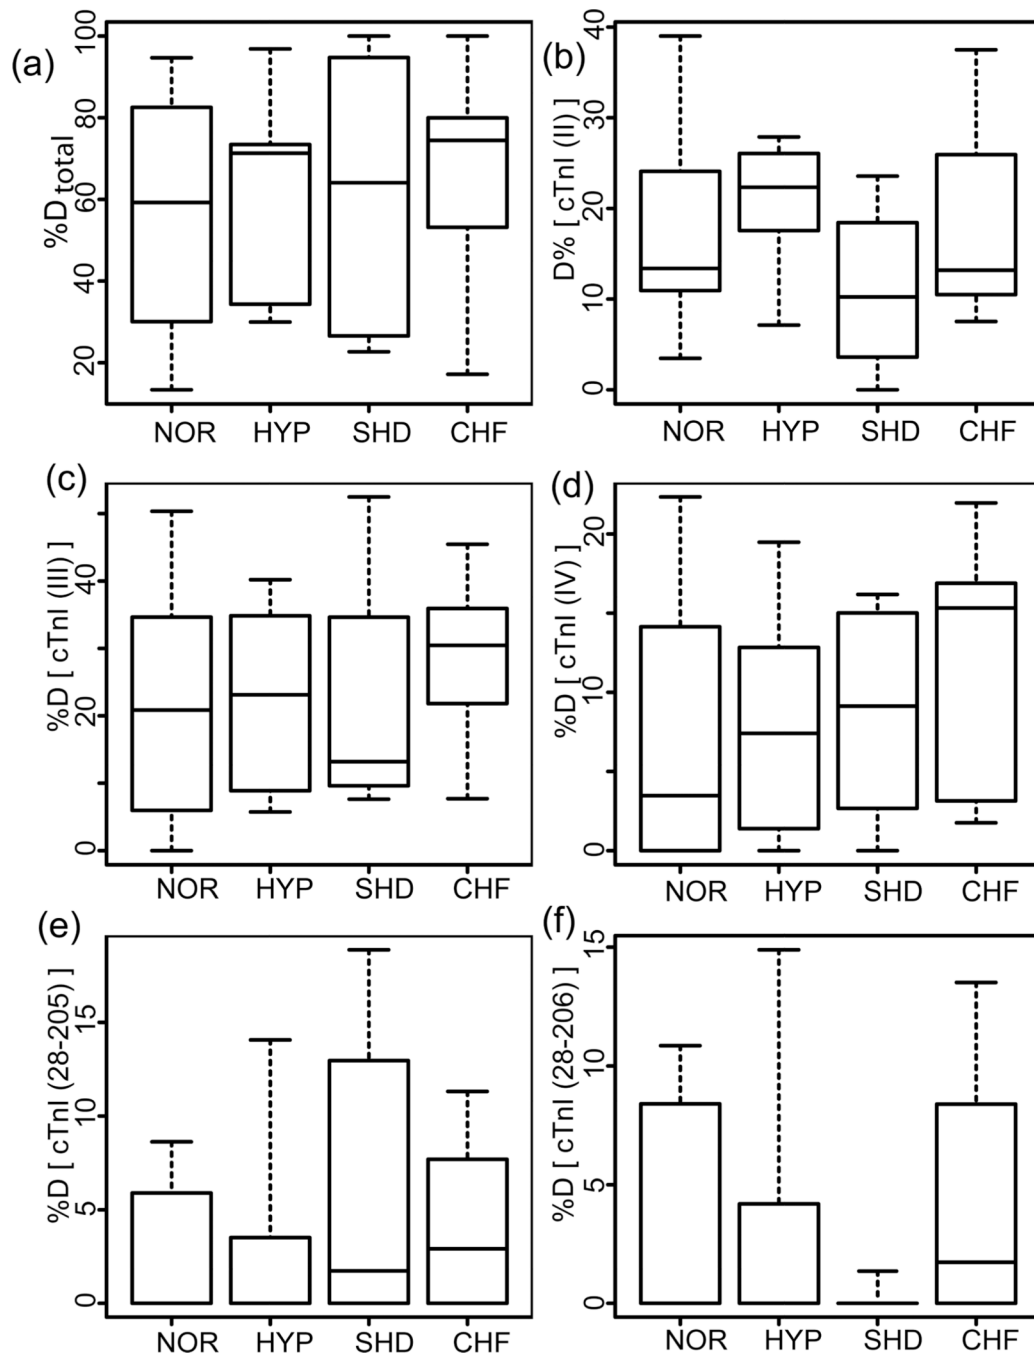 (a)
%D total
100
80
60
40
20
NOR HYP SHD CHF
(b)
D% [ cTnI (II) ]
40
30
20
10
0
NOR HYP SHD CHF
(c)
%D [ cTnI (III) ]
40
20
0
NOR HYP SHD CHF
(d)
%D [ cTnI (IV) ]
20
10
0
NOR HYP SHD CHF
(e)
%D [ cTnI (28-205) ]
15
10
5
0
NOR HYP SHD CHF
(f)
%D [ cTnI (28-206) ]
15
10
5
0
NOR HYP SHD CHF